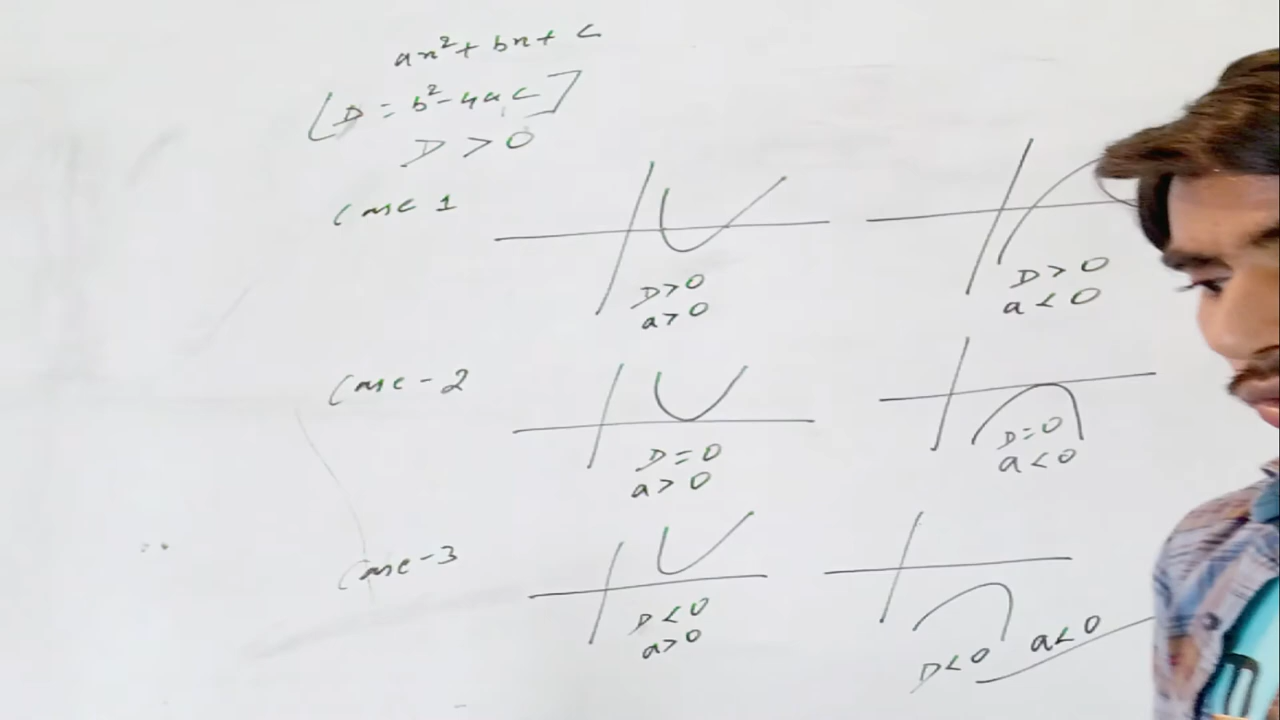 ax²+ bx+ c
[D = b²-4ac]
D > 0
Case 1
D>0
a>0
D>0
a<0
Case-2
D=0
a>0
D=0
a<0
Case-3
D<0
a>0
D<0 a<0